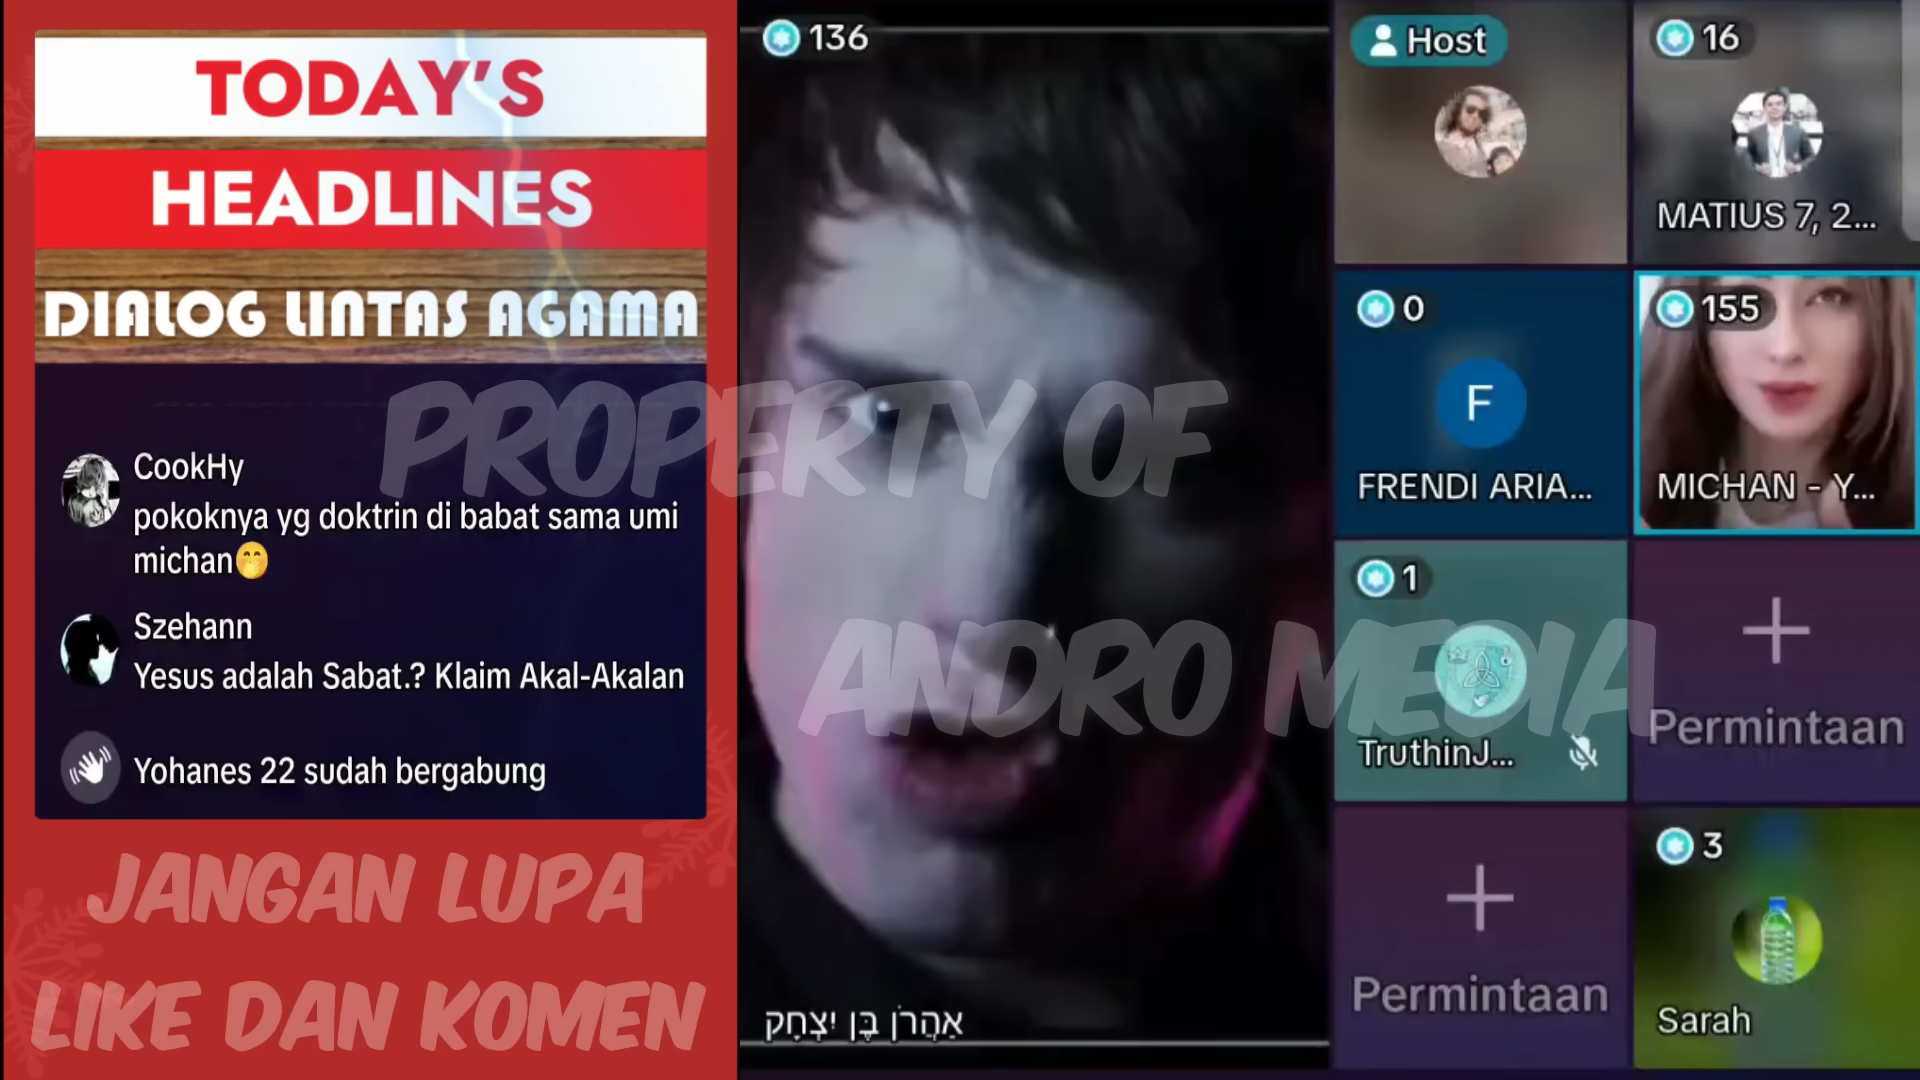 TODAY'S
HEADLINES
DIALOG LINTAS AGAMA
CookHy
pokoknya yg doktrin di babat sama umi
michan🤭
Szehann
Yesus adalah Sabat.? Klaim Akal-Akalan
Yohanes 22 sudah bergabung
JANGAN LUPA
LIKE DAN KOMEN
PROPERTY OF
ANDRO MEDIA
136
אַהֲרֹן בֶּן יִצְחָק
Host
16
MATIUS 7, 2...
0
F
FRENDI ARIA...
155
MICHAN - Y...
1
TruthinJ...
Permintaan
Permintaan
3
Sarah